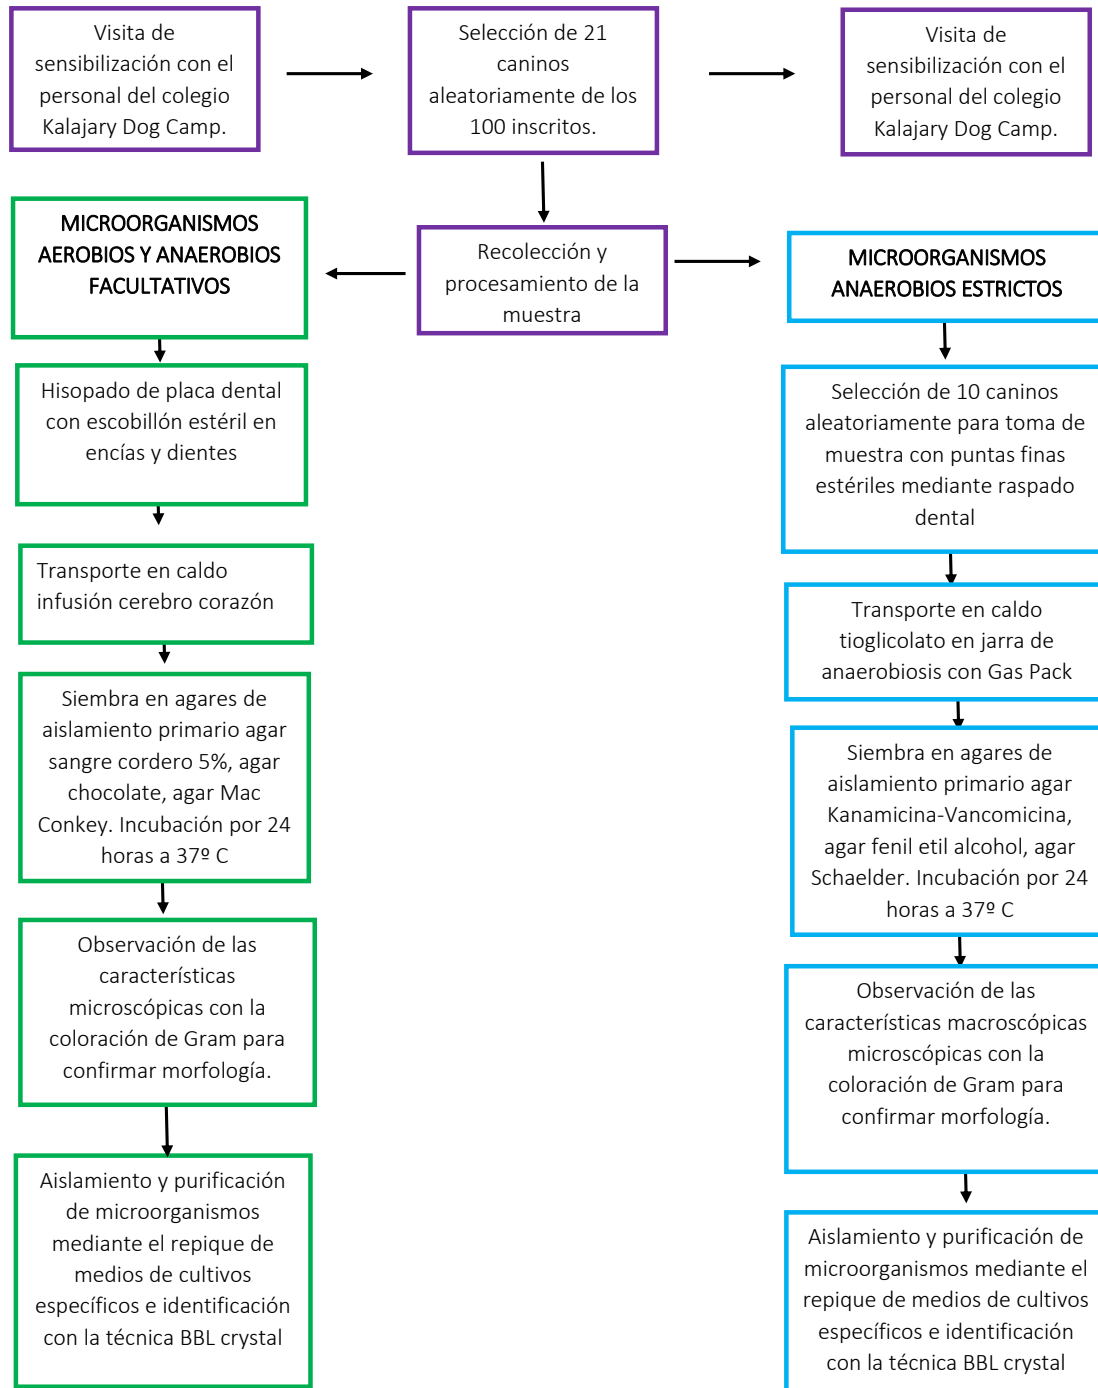 Visita de
sensibilización con el
personal del colegio
Kalajary Dog Camp.
Selección de 21
caninos
aleatoriamente de los
100 inscritos.
Visita de
sensibilización con el
personal del colegio
Kalajary Dog Camp.
Recolección y
procesamiento de la
muestra
MICROORGANISMOS
AEROBIOS Y ANAEROBIOS
FACULTATIVOS
Hisopado de placa dental
con escobillón estéril en
encías y dientes
Transporte en caldo
infusión cerebro corazón
Siembra en agares de
aislamiento primario agar
sangre cordero 5%, agar
chocolate, agar Mac
Conkey. Incubación por 24
horas a 37º C
Observación de las
características
microscópicas con la
coloración de Gram para
confirmar morfología.
Aislamiento y purificación
de microorganismos
mediante el repique de
medios de cultivos
específicos e identificación
con la técnica BBL crystal
MICROORGANISMOS
ANAEROBIOS ESTRICTOS
Selección de 10 caninos
aleatoriamente para toma de
muestra con puntas finas
estériles mediante raspado
dental
Transporte en caldo
tioglicolato en jarra de
anaerobiosis con Gas Pack
Siembra en agares de
aislamiento primario agar
Kanamicina-Vancomicina,
agar fenil etil alcohol, agar
Schaelder. Incubación por 24
horas a 37º C
Observación de las
características macroscópicas
microscópicas con la
coloración de Gram para
confirmar morfología.
Aislamiento y purificación de
microorganismos mediante el
repique de medios de cultivos
específicos e identificación
con la técnica BBL crystal